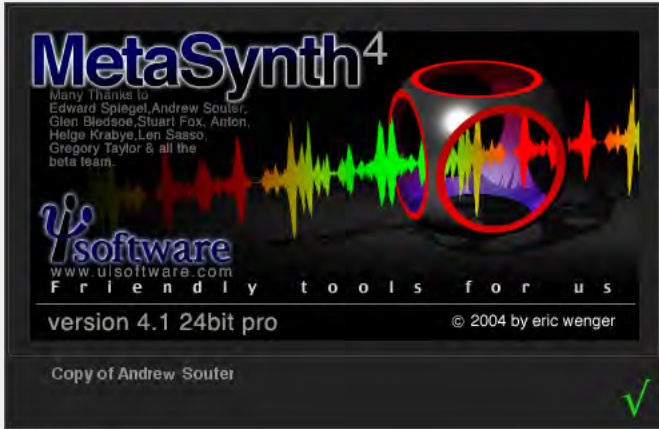 MetaSynth4
Many Thanks to
Edward Spiegel,Andrew Souter,
Glen Bledsoe,Stuart Fox, Anton,
Helge Krabye,Len Sasso,
Gregory Taylor & all the
beta team.
software
www.uisoftware.com
Friendly tools for us
version 4.1 24bit pro
© 2004 by eric wenger
Copy of Andrew Souter
√